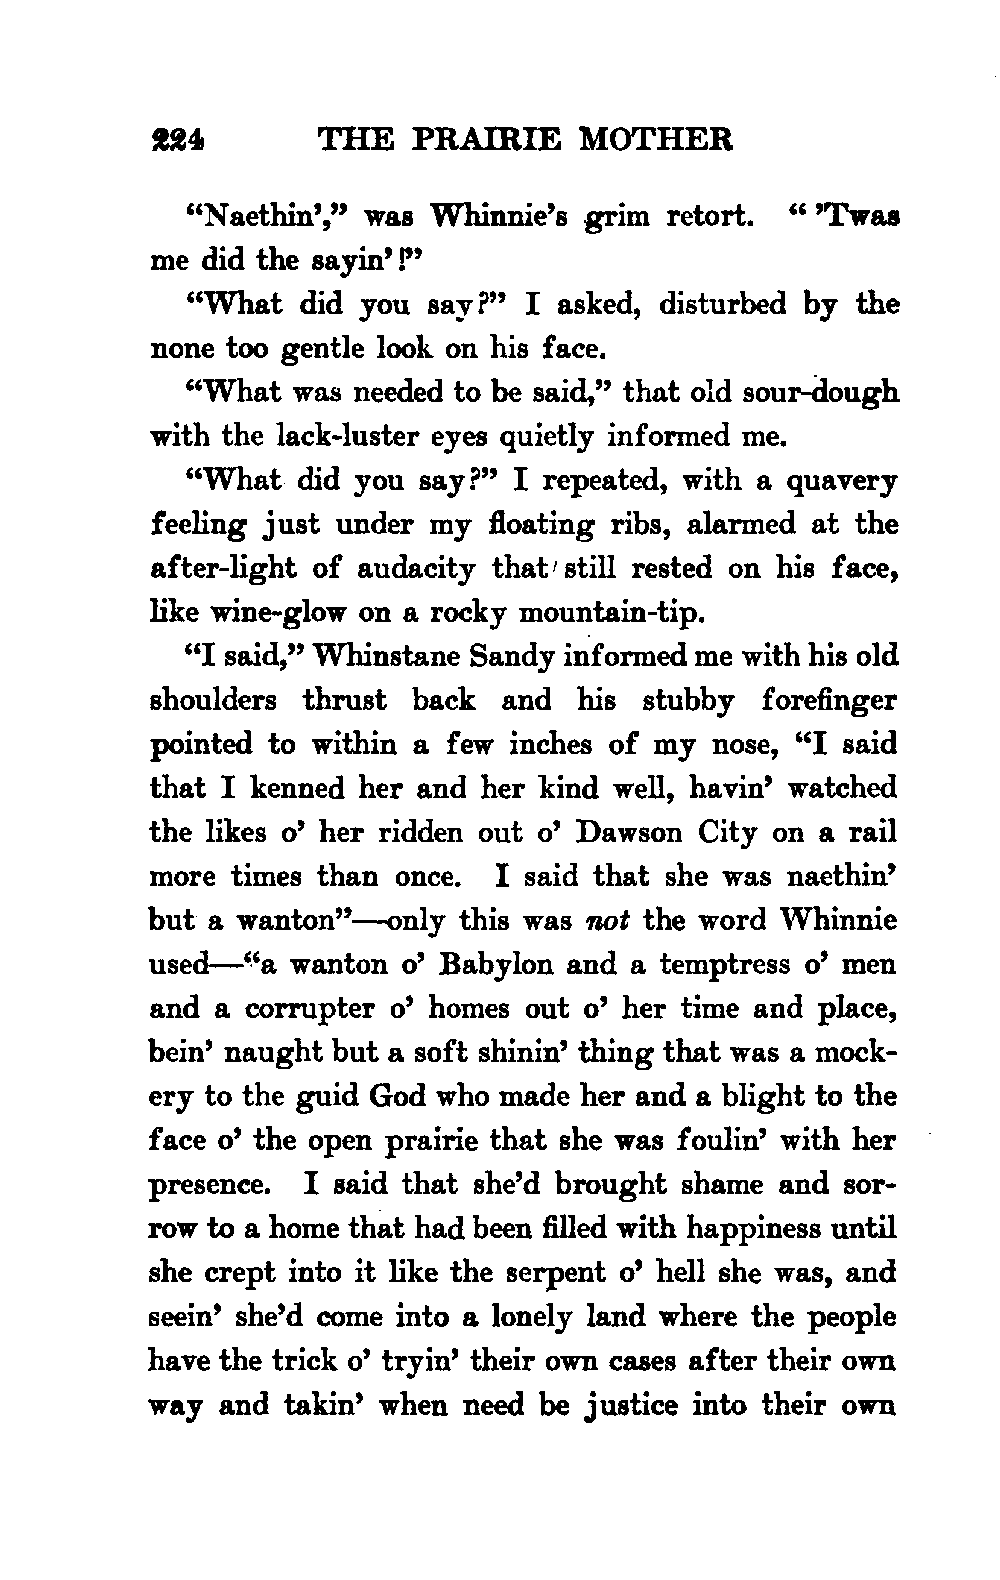 224 THE PRAIRIE MOTHER
“Naethin’,” was Whinnie’s grim retort. “ ’Twas
me did the sayin’!”
“What did you say?” I asked, disturbed by the
none too gentle look on his face.
“What was needed to be said,” that old sour-dough
with the lack-luster eyes quietly informed me.
“What did you say?” I repeated, with a quavery
feeling just under my floating ribs, alarmed at the
after-light of audacity that still rested on his face,
like wine-glow on a rocky mountain-tip.
“I said,” Whinstane Sandy informed me with his old
shoulders thrust back and his stubby forefinger
pointed to within a few inches of my nose, “I said
that I kenned her and her kind well, havin’ watched
the likes o’ her ridden out o’ Dawson City on a rail
more times than once. I said that she was naethin’
but a wanton”—only this was not the word Whinnie
used—“a wanton o’ Babylon and a temptress o’ men
and a corrupter o’ homes out o’ her time and place,
bein’ naught but a soft shinin’ thing that was a mock-
ery to the guid God who made her and a blight to the
face o’ the open prairie that she was foulin’ with her
presence. I said that she’d brought shame and sor-
row to a home that had been filled with happiness until
she crept into it like the serpent o’ hell she was, and
seein’ she’d come into a lonely land where the people
have the trick o’ tryin’ their own cases after their own
way and takin’ when need be justice into their own